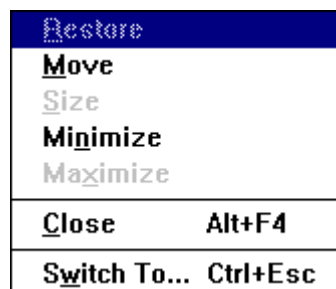 Restore
Move
Size
Minimize
Maximize
Close Alt+F4
Switch To... Ctrl+Esc